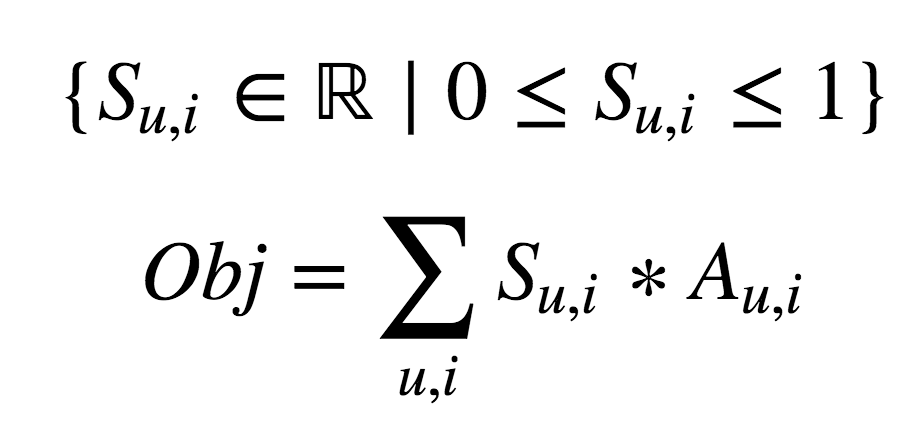 {S_{u,i} ∈ ℝ | 0 ≤ S_{u,i} ≤ 1}
Obj = ∑_{u,i} S_{u,i} * A_{u,i}